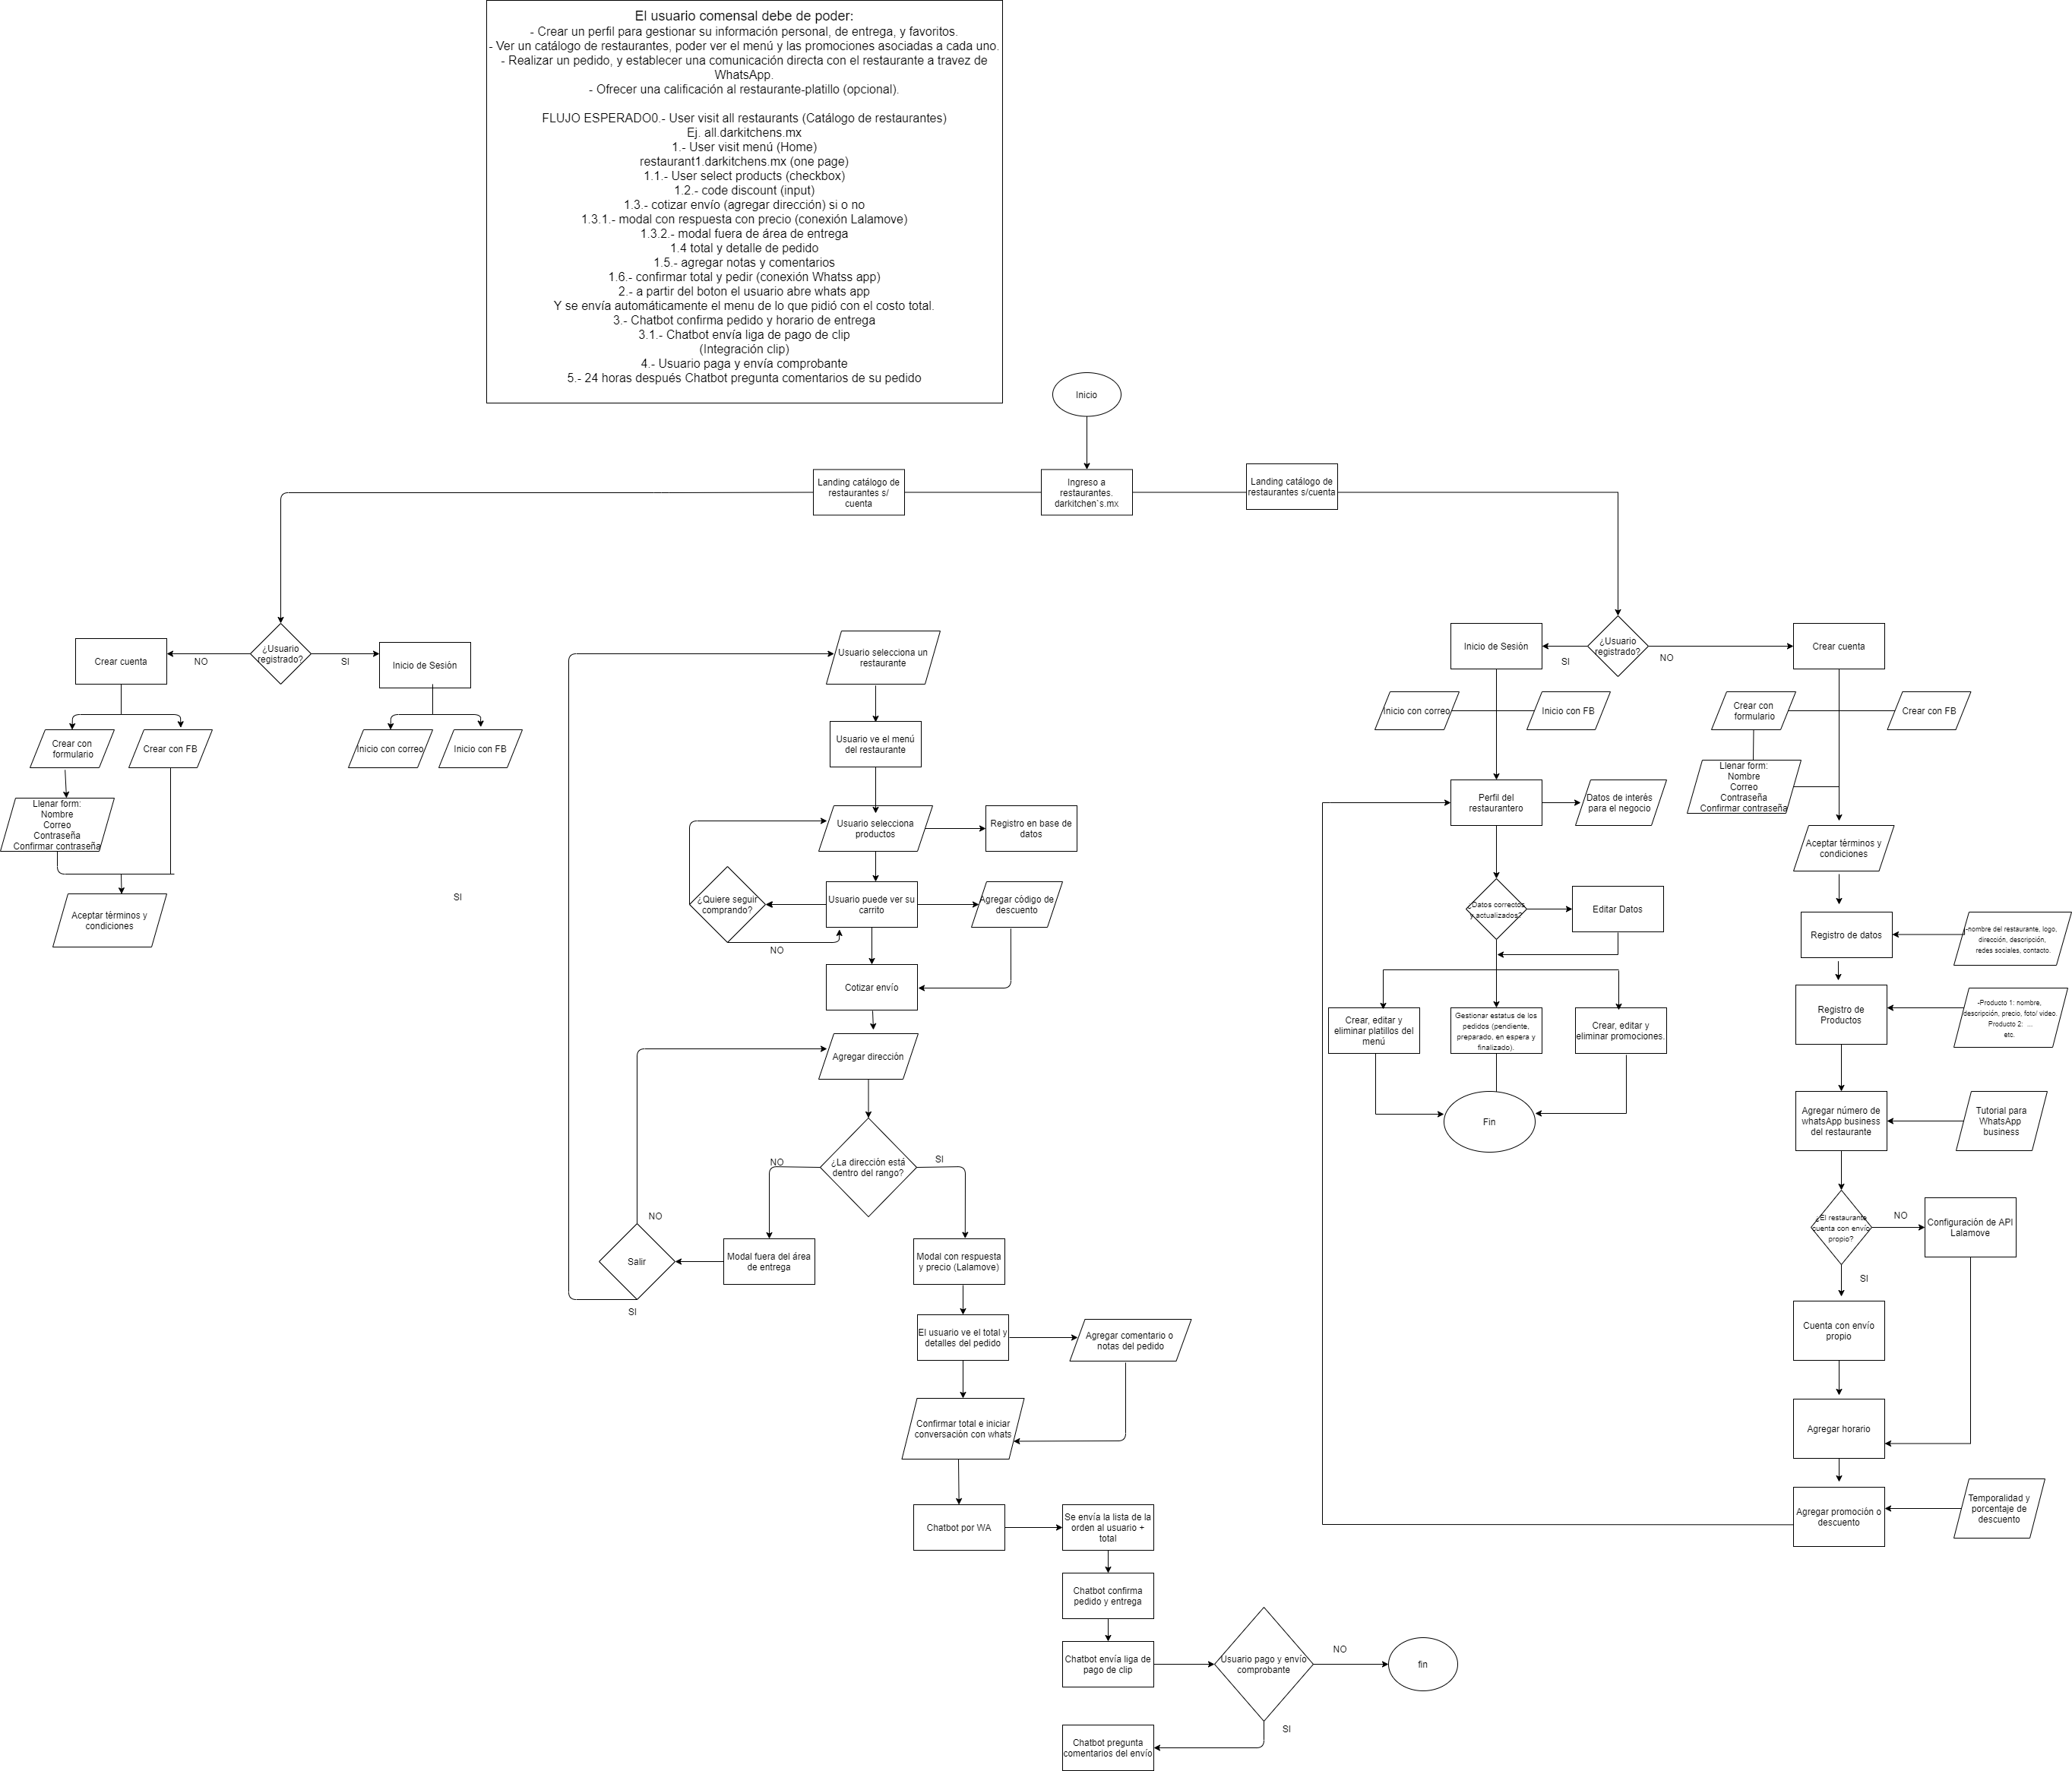 El usuario comensal debe de poder:
- Crear un perfil para gestionar su información personal, de entrega, y favoritos.
- Ver un catálogo de restaurantes, poder ver el menú y las promociones asociadas a cada uno.
- Realizar un pedido, y establecer una comunicación directa con el restaurante a travez de
WhatsApp.
- Ofrecer una calificación al restaurante-platillo (opcional).
FLUJO ESPERADO0.- User visit all restaurants (Catálogo de restaurantes)
Ej. all.darkitchens.mx
1.- User visit menú (Home)
restaurant1.darkitchens.mx (one page)
1.1.- User select products (checkbox)
1.2.- code discount (input)
1.3.- cotizar envío (agregar dirección) si o no
1.3.1.- modal con respuesta con precio (conexión Lalamove)
1.3.2.- modal fuera de área de entrega
1.4 total y detalle de pedido
1.5.- agregar notas y comentarios
1.6.- confirmar total y pedir (conexión Whatss app)
2.- a partir del boton el usuario abre whats app
Y se envía automáticamente el menu de lo que pidió con el costo total.
3.- Chatbot confirma pedido y horario de entrega
3.1.- Chatbot envía liga de pago de clip
(Integración clip)
4.- Usuario paga y envía comprobante
5.- 24 horas después Chatbot pregunta comentarios de su pedido
Inicio
Landing catálogo de
restaurantes s/
cuenta
Ingreso a
restaurantes.
darkitchen`s.mx
Landing catálogo de
restaurantes s/cuenta
Crear cuenta
NO
¿Usuario
registrado?
SI
Inicio de Sesión
Crear con
formulario
Crear con FB
Inicio con correo
Inicio con FB
Llenar form:
Nombre
Correo
Contraseña
Confirmar contraseña
Aceptar tèrminos y
condiciones
SI
Usuario selecciona un
restaurante
Usuario ve el menú
del restaurante
Usuario selecciona
productos
Registro en base de
datos
¿Quiere seguir
comprando?
NO
Usuario puede ver su
carrito
Agregar código de
descuento
Cotizar envío
Agregar dirección
¿La direcciòn está
dentro del rango?
NO
SI
NO
Salir
SI
Modal fuera del área
de entrega
Modal con respuesta
y precio (Lalamove)
El usuario ve el total y
detalles del pedido
Agregar comentario o
notas del pedido
Confirmar total e iniciar
conversación con whats
Chatbot por WA
Se envía la lista de la
orden al usuario +
total
Chatbot confirma
pedido y entrega
Chatbot envía liga de
pago de clip
Usuario pago y envío
comprobante
NO
fin
SI
Chatbot pregunta
comentarios del envío
Inicio de Sesión
SI
¿Usuario
registrado?
NO
Crear cuenta
Inicio con correo
Inicio con FB
Crear con
formulario
Crear con FB
Llenar form:
Nombre
Correo
Contraseña
Confirmar contraseña
Perfil del
restaurantero
Datos de interés
para el negocio
¿Datos correctos
y actualizados?
Editar Datos
Crear, editar y
eliminar platillos del
menú
Gestionar estatus de los
pedidos (pendiente,
preparado, en espera y
finalizado).
Crear, editar y
eliminar promociones.
Fin
Aceptar tèrminos y
condiciones
Registro de datos
-nombre del restaurante, logo,
dirección, descripción,
redes sociales, contacto.
Registro de
Productos
-Producto 1: nombre,
descripción, precio, foto/ video.
Producto 2: ...
etc.
Agregar número de
whatsApp business
del restaurante
Tutorial para
WhatsApp
business
¿El restaurante
cuenta con envío
propio?
NO
Configuración de API
Lalamove
SI
Cuenta con envío
propio
Agregar horario
Agregar promoción o
descuento
Temporalidad y
porcentaje de
descuento